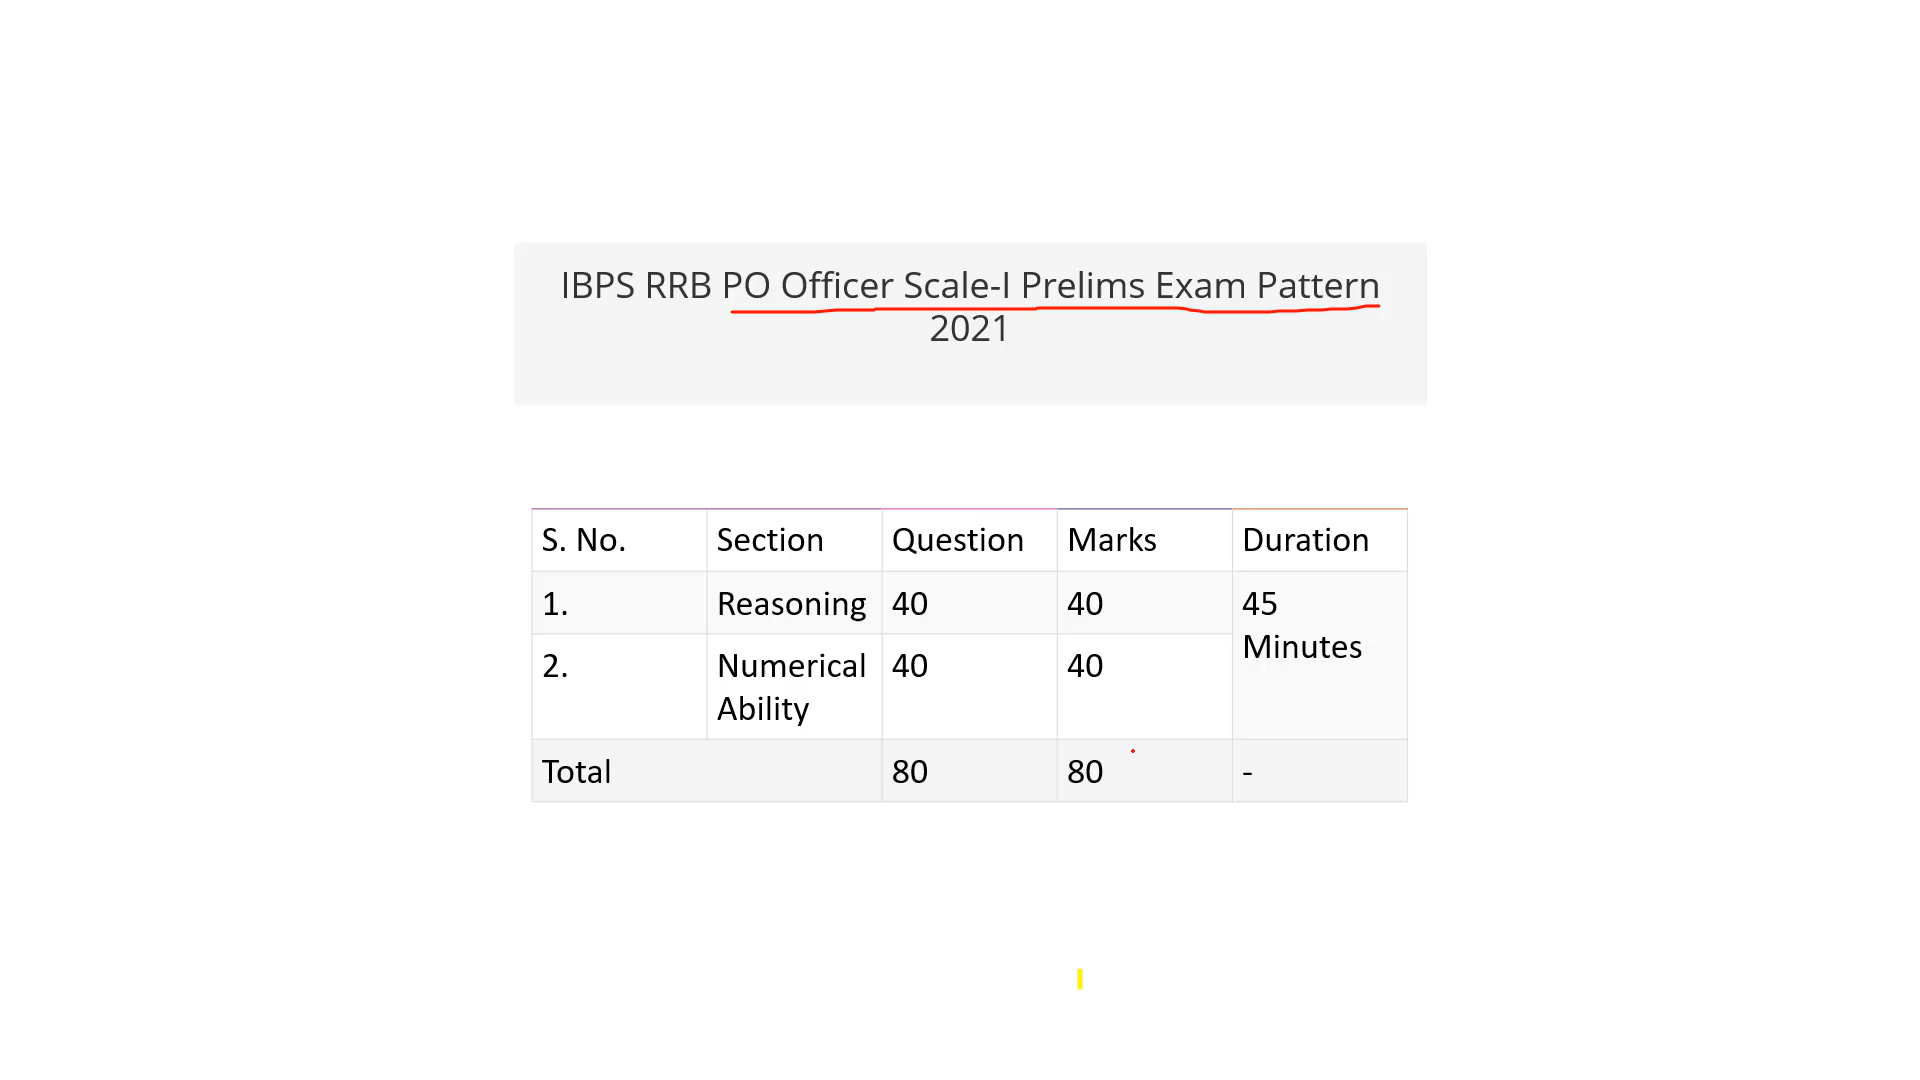 IBPS RRB PO Officer Scale-I Prelims Exam Pattern
2021
S. No. Section Question Marks Duration
1. Reasoning 40 40 45
Minutes
2. Numerical 40 40
Ability
Total 80 80 -